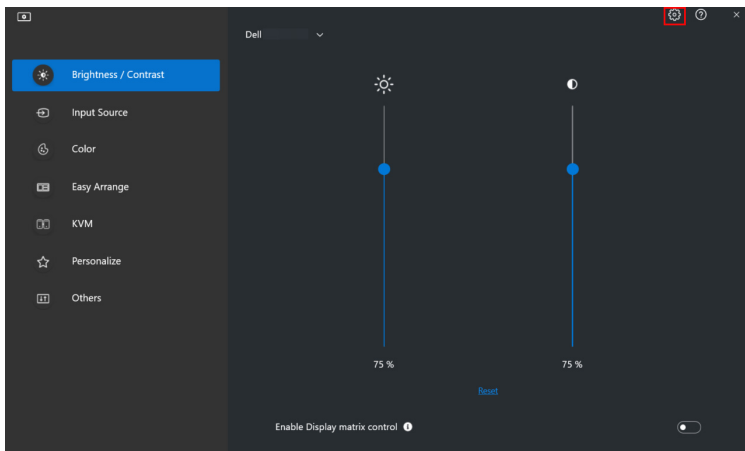 Dell
Brightness / Contrast
Input Source
Color
Easy Arrange
KVM
Personalize
Others
75 %
75 %
Reset
Enable Display matrix control